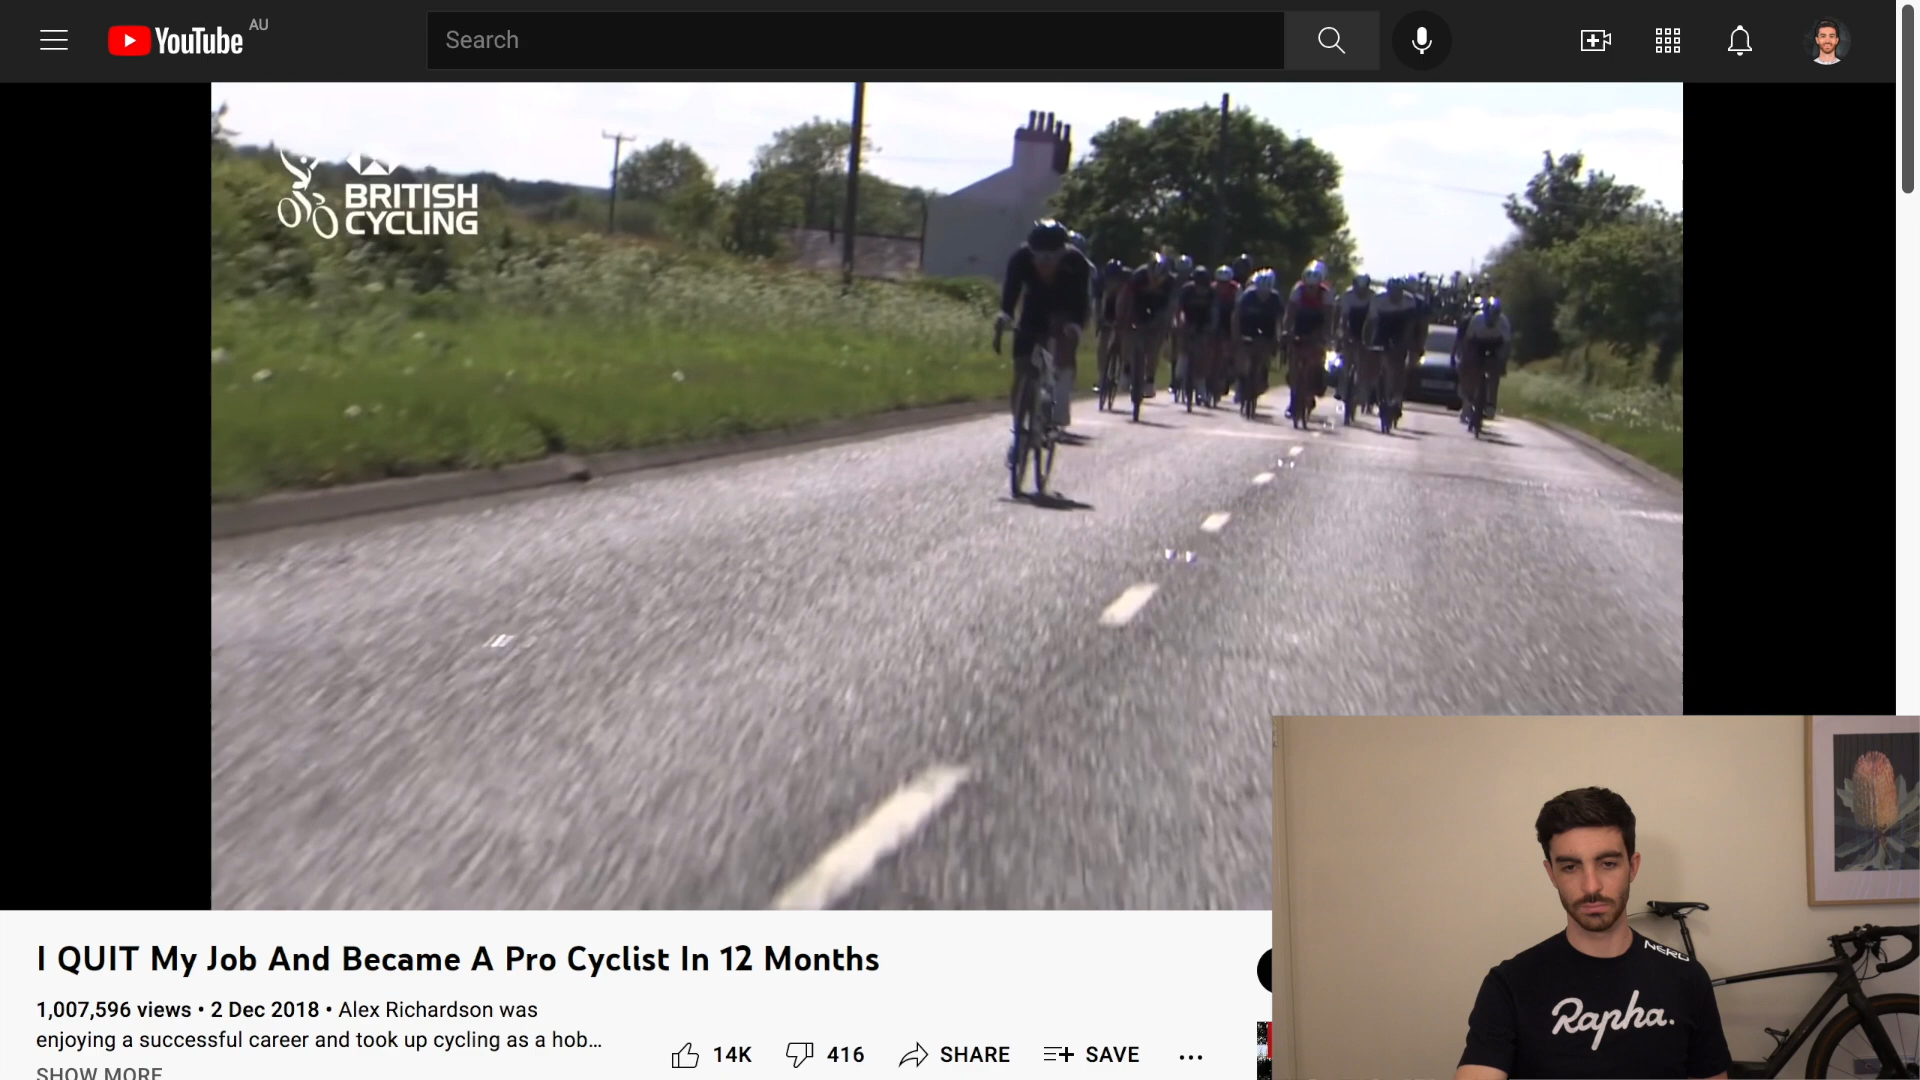 YouTube AU
Search
BRITISH
CYCLING
I QUIT My Job And Became A Pro Cyclist In 12 Months
1,007,596 views • 2 Dec 2018 • Alex Richardson was
enjoying a successful career and took up cycling as a hob...
SHOW MORE
14K
416
SHARE
SAVE
NERO
Rapha.